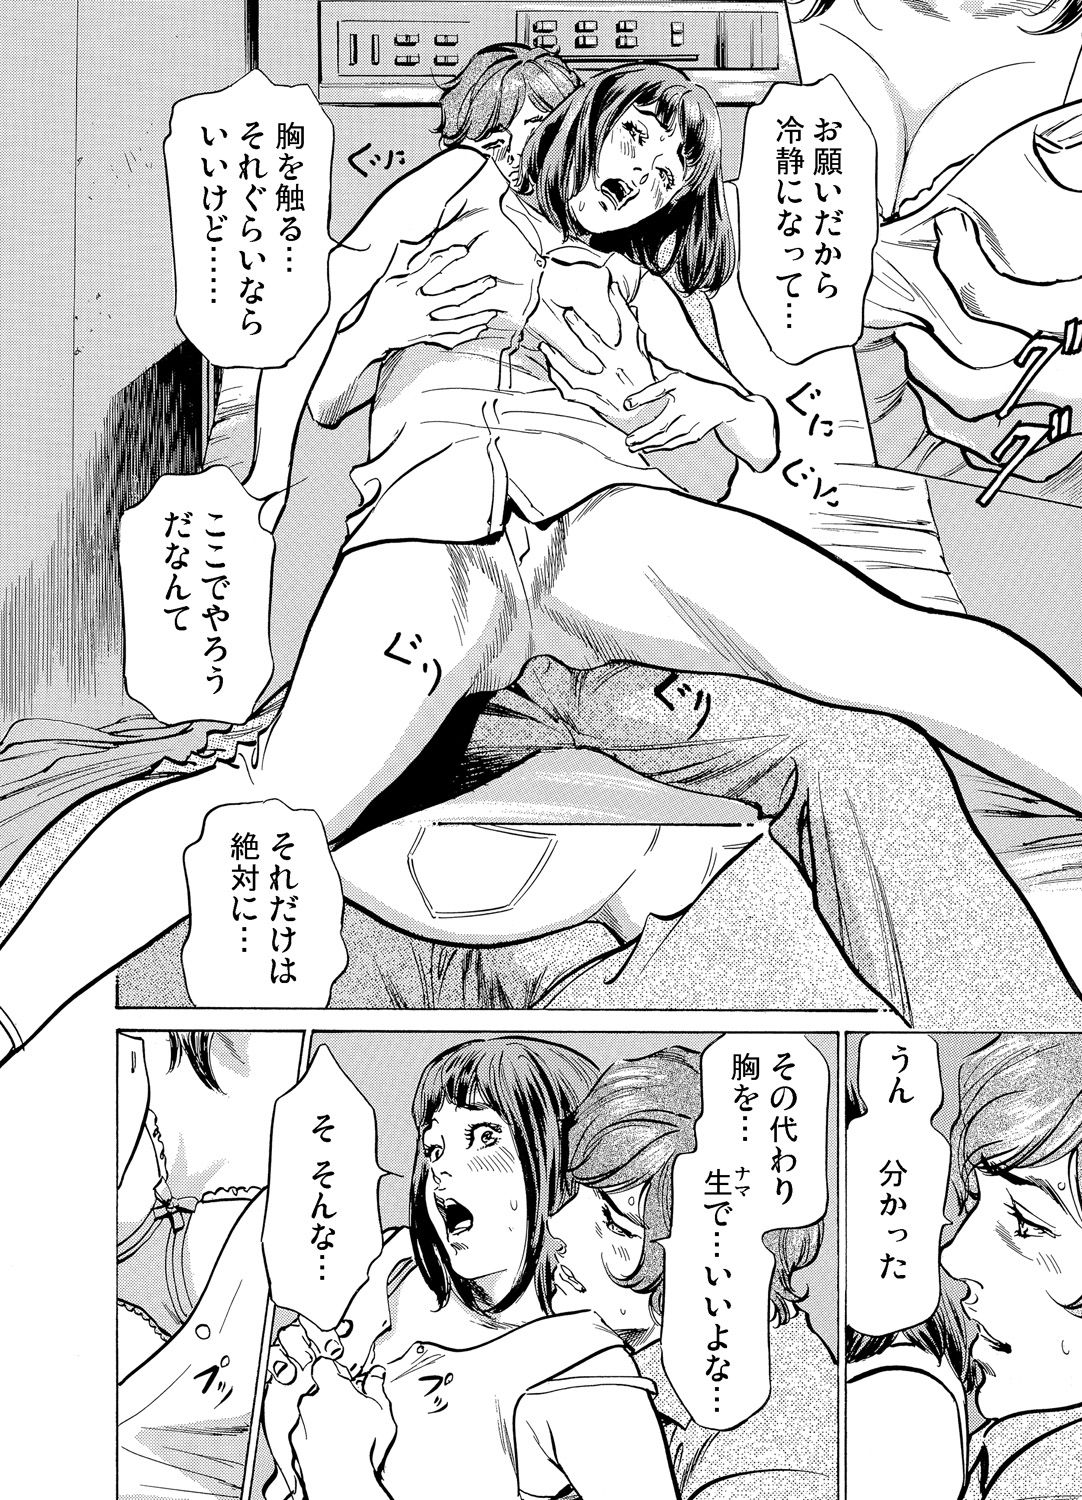 お願いだから
冷静になって…
胸を触る…
それぐらいなら
いいけど……
ぐに
ぐに
ぐに
グッ
グッ
ここでやろう
だなんて
ぐり
ぐり
それだけは
絶対に…
うん
分かった
その代わり
胸を…
生で…いいよな…
ナマ
そ そんな…
プ
プ